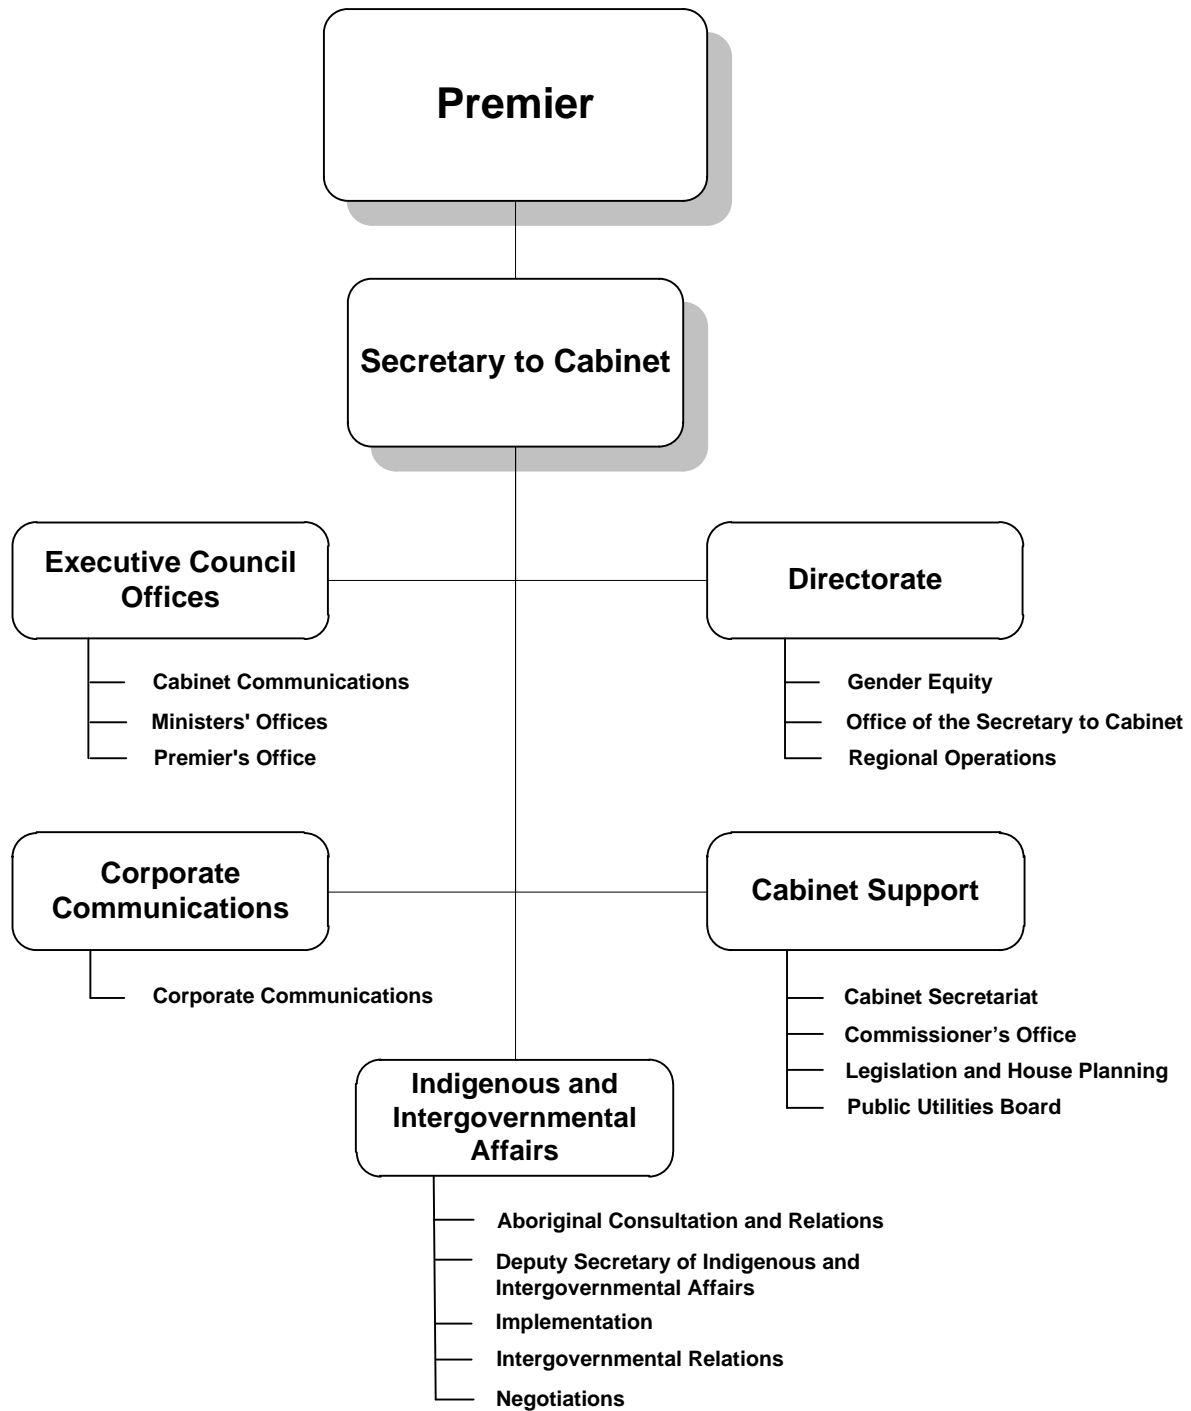 Premier
Secretary to Cabinet
Executive Council
Offices
Cabinet Communications
Ministers' Offices
Premier's Office
Directorate
Gender Equity
Office of the Secretary to Cabinet
Regional Operations
Corporate
Communications
Corporate Communications
Cabinet Support
Cabinet Secretariat
Commissioner’s Office
Legislation and House Planning
Public Utilities Board
Indigenous and
Intergovernmental
Affairs
Aboriginal Consultation and Relations
Deputy Secretary of Indigenous and
Intergovernmental Affairs
Implementation
Intergovernmental Relations
Negotiations